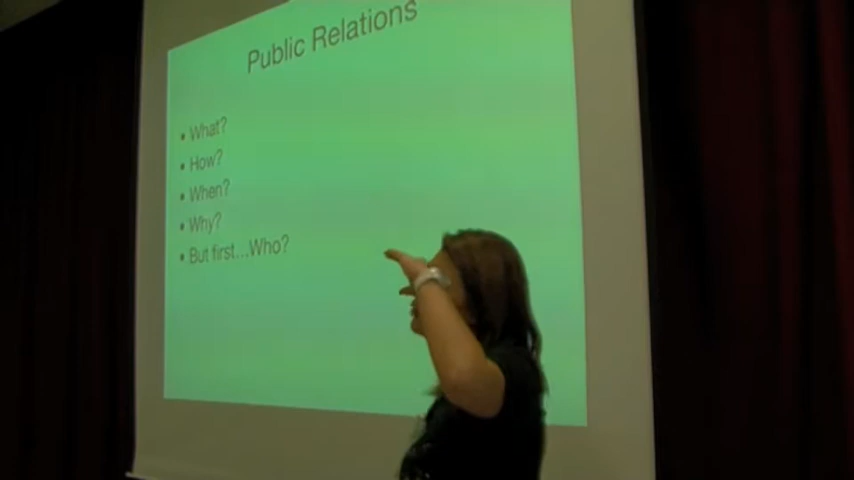 Public Relations
• What?
• How?
• When?
• Why?
• But first...Who?